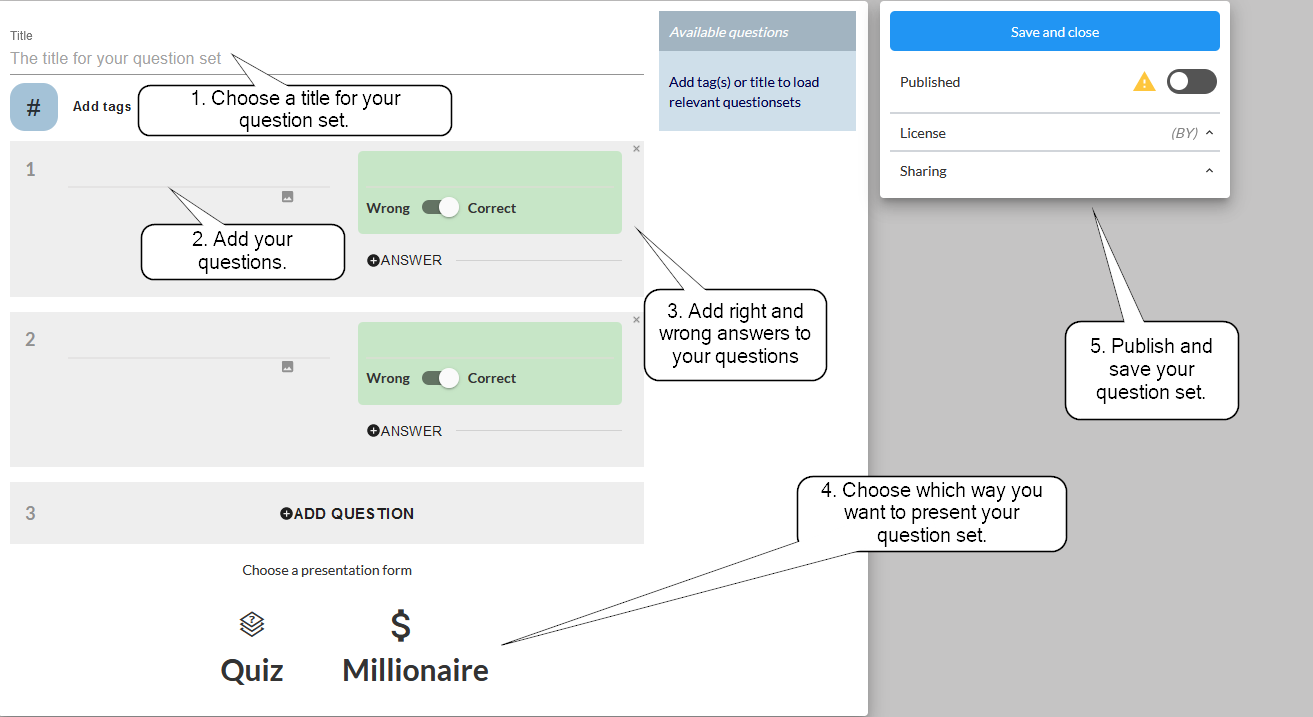 Title
The title for your question set
#
Add tags
1. Choose a title for your
question set.
Available questions
Add tag(s) or title to load
relevant questionsets
Save and close
Published
License
(BY)
Sharing
1
Wrong
Correct
ANSWER
2. Add your
questions.
3. Add right and
wrong answers to
your questions
2
Wrong
Correct
ANSWER
5. Publish and
save your
question set.
3
ADD QUESTION
4. Choose which way you
want to present your
question set.
Choose a presentation form
?
$
Quiz
Millionaire